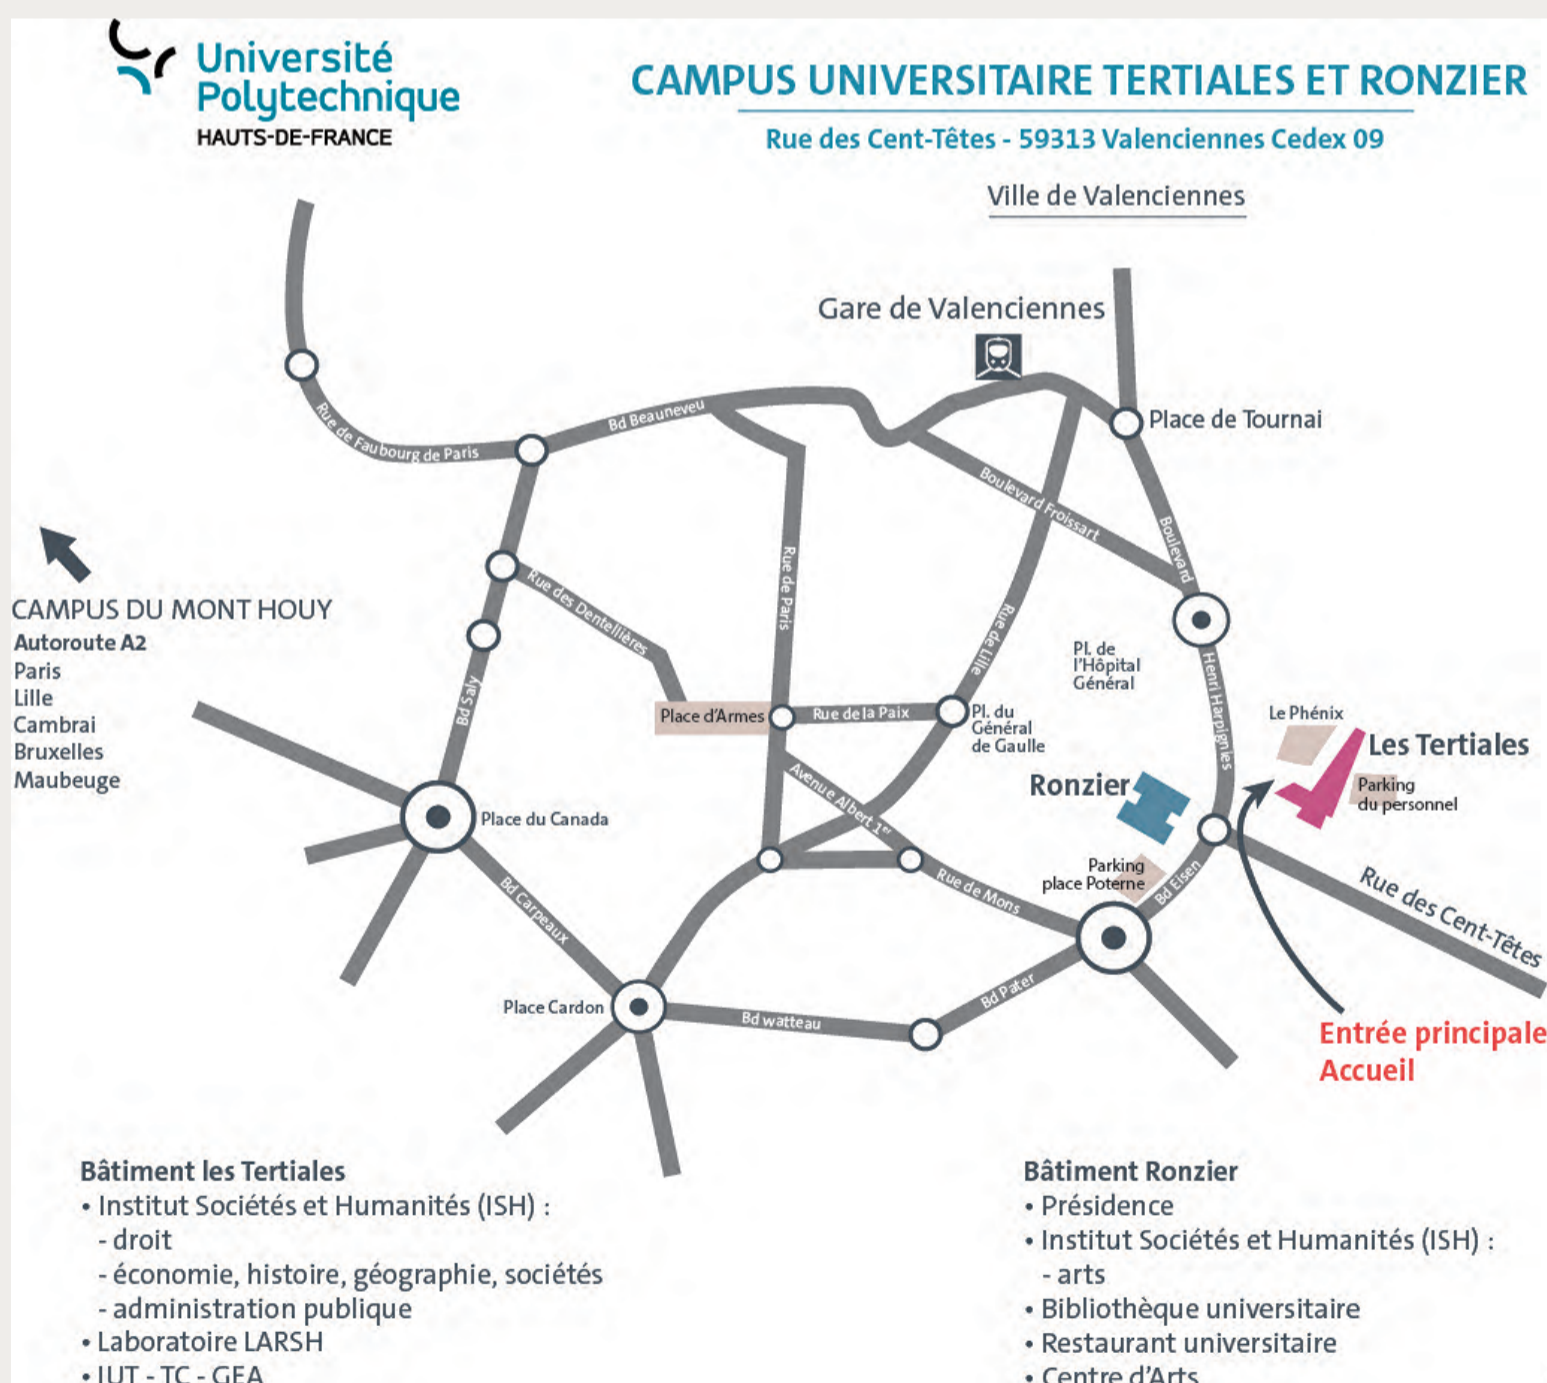 Université
Polytechnique
HAUTS-DE-FRANCE
CAMPUS UNIVERSITAIRE TERTIALES ET RONZIER
Rue des Cent-Têtes - 59313 Valenciennes Cedex 09
Ville de Valenciennes
Gare de Valenciennes
Place de Tournai
Rue de Faubourg de Paris
Bd Beauneveu
Boulevard Froissart
Boulevard
Henri Harpignies
Rue de Paris
Rue de Lille
Rue des Dentellières
CAMPUS DU MONT HOUY
Autoroute A2
Paris
Lille
Cambrai
Bruxelles
Maubeuge
Bd Saly
Pl. de
l'Hôpital
Général
Place d'Armes
Rue de la Paix
Pl. du
Général
de Gaulle
Le Phénix
Les Tertiales
Ronzier
Parking
du personnel
Avenue Albert 1er
Place du Canada
Parking
place Poterne
Bd Eisen
Rue de Mons
Rue des Cent-Têtes
Bd Carpeaux
Place Cardon
Bd watteau
Bd Pater
Entrée principale
Accueil
Bâtiment les Tertiales
• Institut Sociétés et Humanités (ISH) :
- droit
- économie, histoire, géographie, sociétés
- administration publique
• Laboratoire LARSH
• IUT - TC - GEA
Bâtiment Ronzier
• Présidence
• Institut Sociétés et Humanités (ISH) :
- arts
• Bibliothèque universitaire
• Restaurant universitaire
• Centre d'Arts